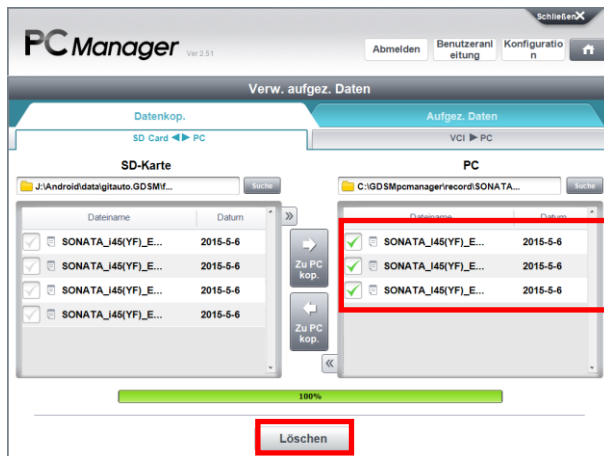 Schließen X
PC Manager Ver 2.51
Abmelden
Benutzeranl
eitung
Konfiguratio
n
Verw. aufgez. Daten
Datenkop.
Aufgez. Daten
SD Card ◀▶ PC
VCI ▶ PC
SD-Karte
J:\Android\data\gitauto.GDSM\f...
Suche
Dateiname Datum
SONATA_i45(YF)_E... 2015-5-6
SONATA_i45(YF)_E... 2015-5-6
SONATA_i45(YF)_E... 2015-5-6
SONATA_i45(YF)_E... 2015-5-6
Zu PC
kop.
Zu PC
kop.
PC
C:\GDSMpcmanager\record\SONATA...
Suche
Dateiname Datum
SONATA_I45(YF)_E... 2015-5-6
SONATA_I45(YF)_E... 2015-5-6
SONATA_I45(YF)_E... 2015-5-6
100%
Löschen